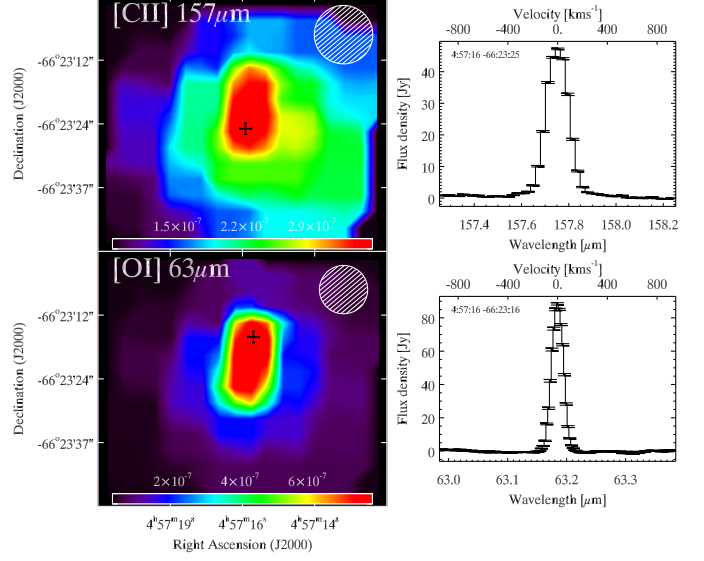 [CII] 157μm
-66°23'12"
-66°23'24"
-66°23'37"
Declination (J2000)
1.5×10⁻⁷ 2.2×10⁻⁷ 2.9×10⁻⁷
Velocity [kms⁻¹]
-800 -400 0 400 800
4:57:16 -66:23:25
40
30
20
10
0
Flux density [Jy]
157.4 157.6 157.8 158.0 158.2
Wavelength [μm]
[OI] 63μm
-66°23'12"
-66°23'24"
-66°23'37"
Declination (J2000)
2×10⁻⁷ 4×10⁻⁷ 6×10⁻⁷
4ʰ57ᵐ19ˢ 4ʰ57ᵐ16ˢ 4ʰ57ᵐ14ˢ
Right Ascension (J2000)
Velocity [kms⁻¹]
-800 -400 0 400 800
4:57:16 -66:23:16
80
60
40
20
0
Flux density [Jy]
63.0 63.1 63.2 63.3
Wavelength [μm]